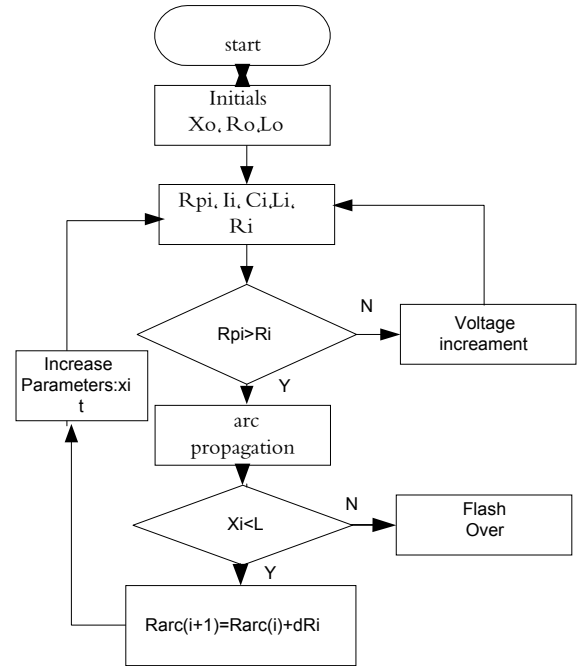 start
Initials
Xo، Ro،Lo
Rpi، Ii، Ci،Li،
Ri
Rpi>Ri
N
Voltage
increament
Y
Increase
Parameters:xi
t
arc
propagation
Xi<L
N
Flash
Over
Y
Rarc(i+1)=Rarc(i)+dRi